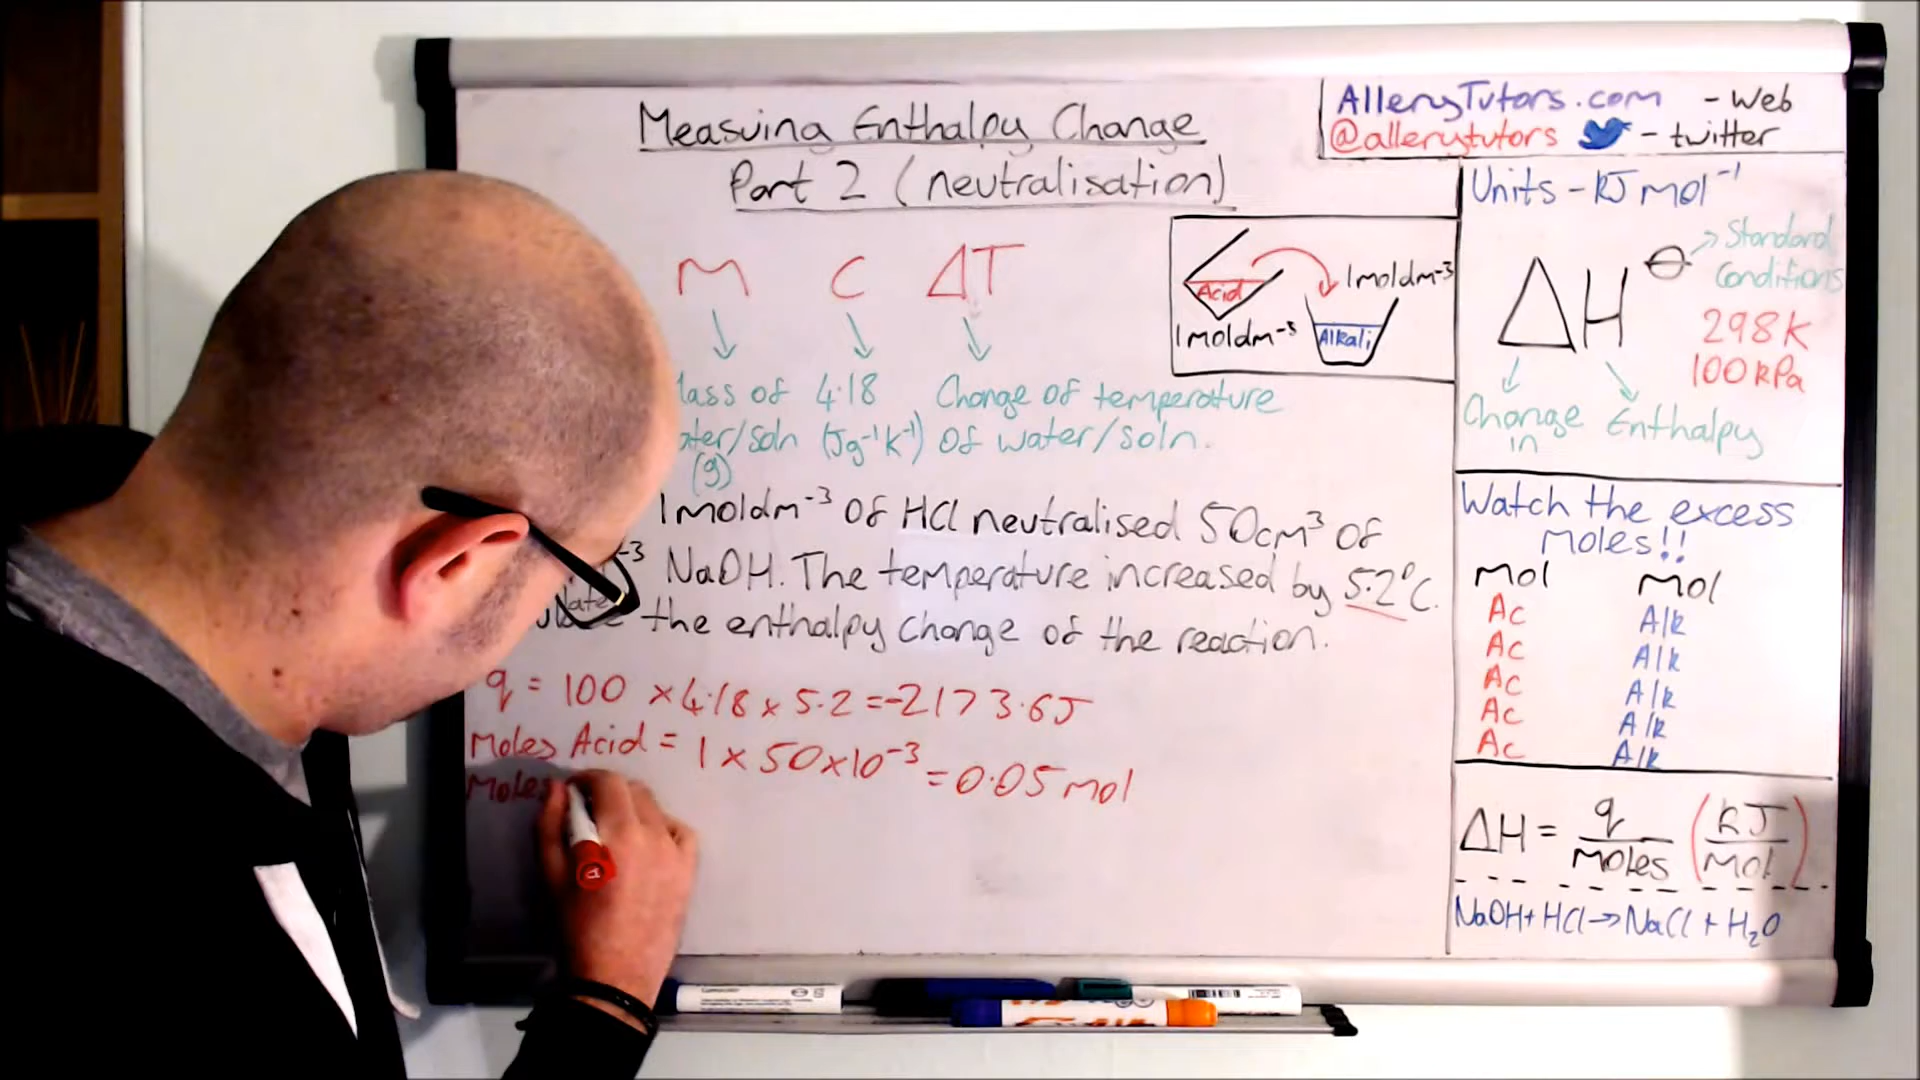 Measuing Enthalpy Change
Part 2 (neutralisation)
AlleryTutors.com - Web
@allerytutors - twitter
M C ΔT
lass of 4.18 Change of temperature
ater/soln (Jg⁻¹K⁻¹) of water/soln.
(g)
Acid
1moldm⁻³
1moldm⁻³
Alkali
1moldm⁻³ of HCl neutralised 50cm³ of
⁻³ NaOH. The temperature increased by 5.2°C.
the enthalpy change of the reaction.
q = 100 × 4.18 × 5.2 = -2173.6J
Moles Acid = 1 × 50 × 10⁻³ = 0.05 mol
Moles
Units - KJ mol⁻¹
ΔH⊖
Standard
Conditions
298K
100kPa
Change Enthalpy
in
Watch the excess
moles!!
mol mol
Ac Alk
Ac Alk
Ac Alk
Ac Alk
Ac Alk
ΔH = q/moles (KJ/mol)
NaOH + HCl → NaCl + H₂O